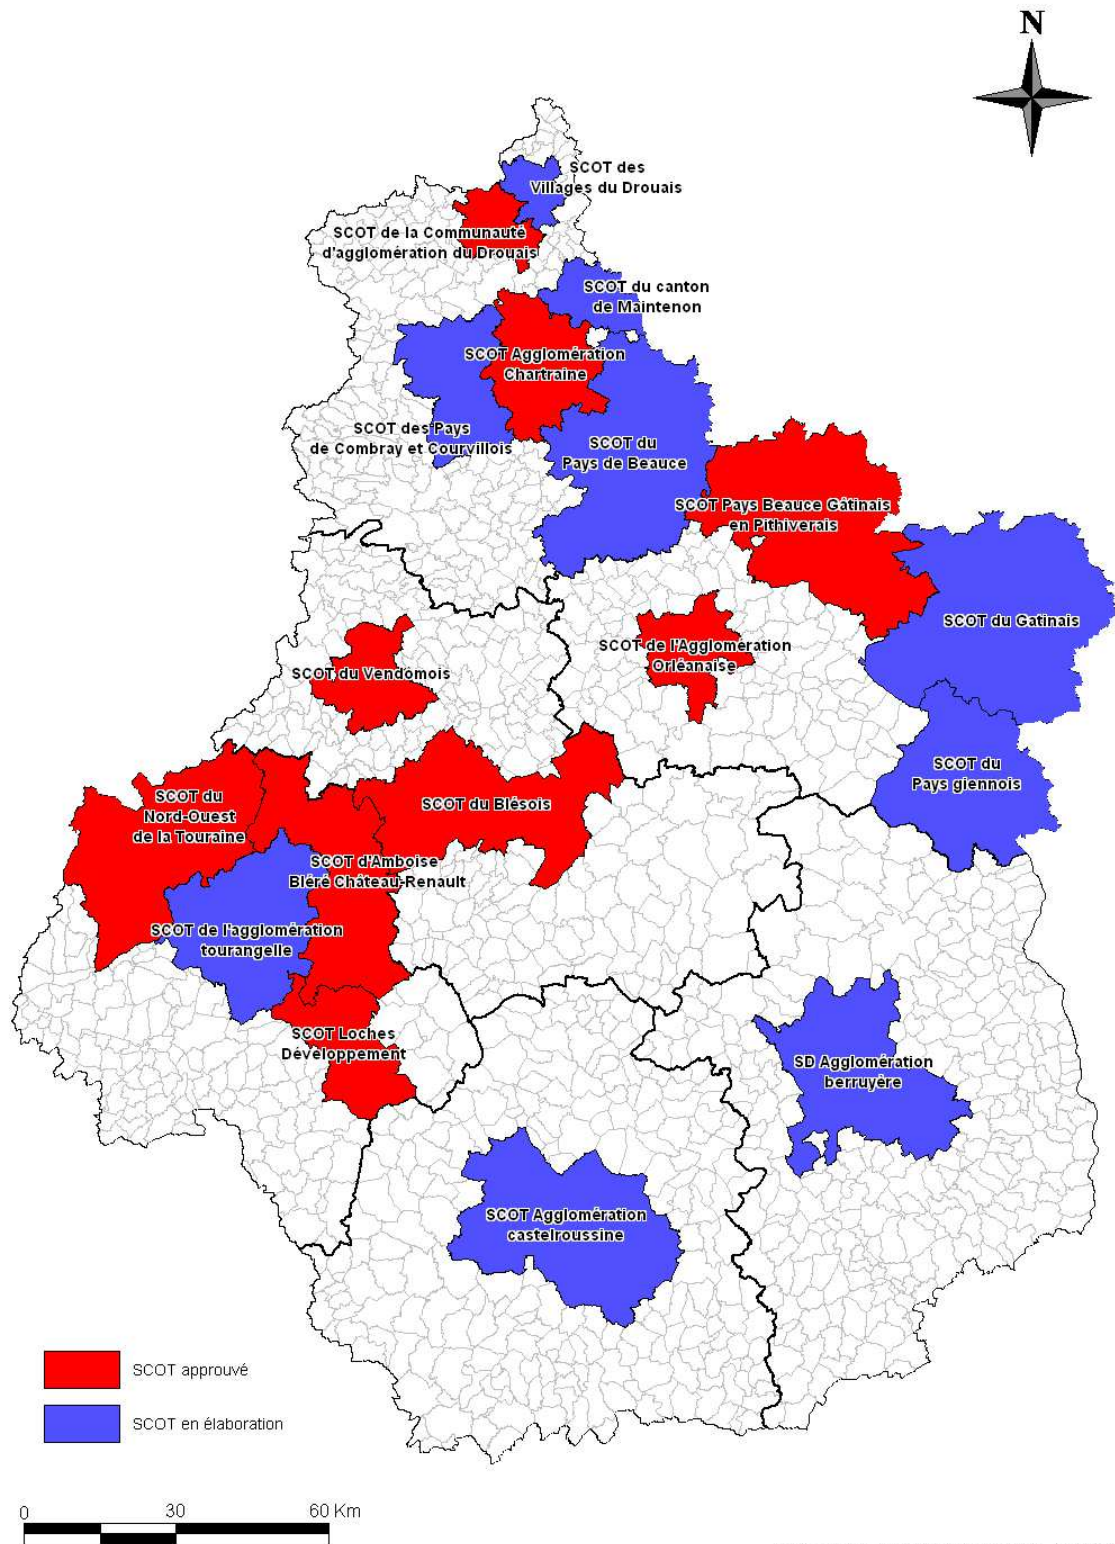 N
SCOT des
Villages du Drouais
SCOT de la Communauté
d'agglomération du Drouais
SCOT du canton
de Maintenon
SCOT Agglomération
Chartraine
SCOT des Pays
de Combray et Courvillois
SCOT du
Pays de Beauce
SCOT Pays Beauce Gâtinais
en Pithiverais
SCOT du Gatinais
SCOT de l'Agglomération
Orléanaise
SCOT du Vendômois
SCOT du
Pays giennois
SCOT du Blésois
SCOT du
Nord-Ouest
de la Touraine
SCOT d'Amboise
Bléré Château-Renault
SCOT de l'agglomération
tourangelle
SCOT Loches
Développement
SD Agglomération
berruyère
SCOT Agglomération
castelroussine
SCOT approuvé
SCOT en élaboration
0 30 60 Km